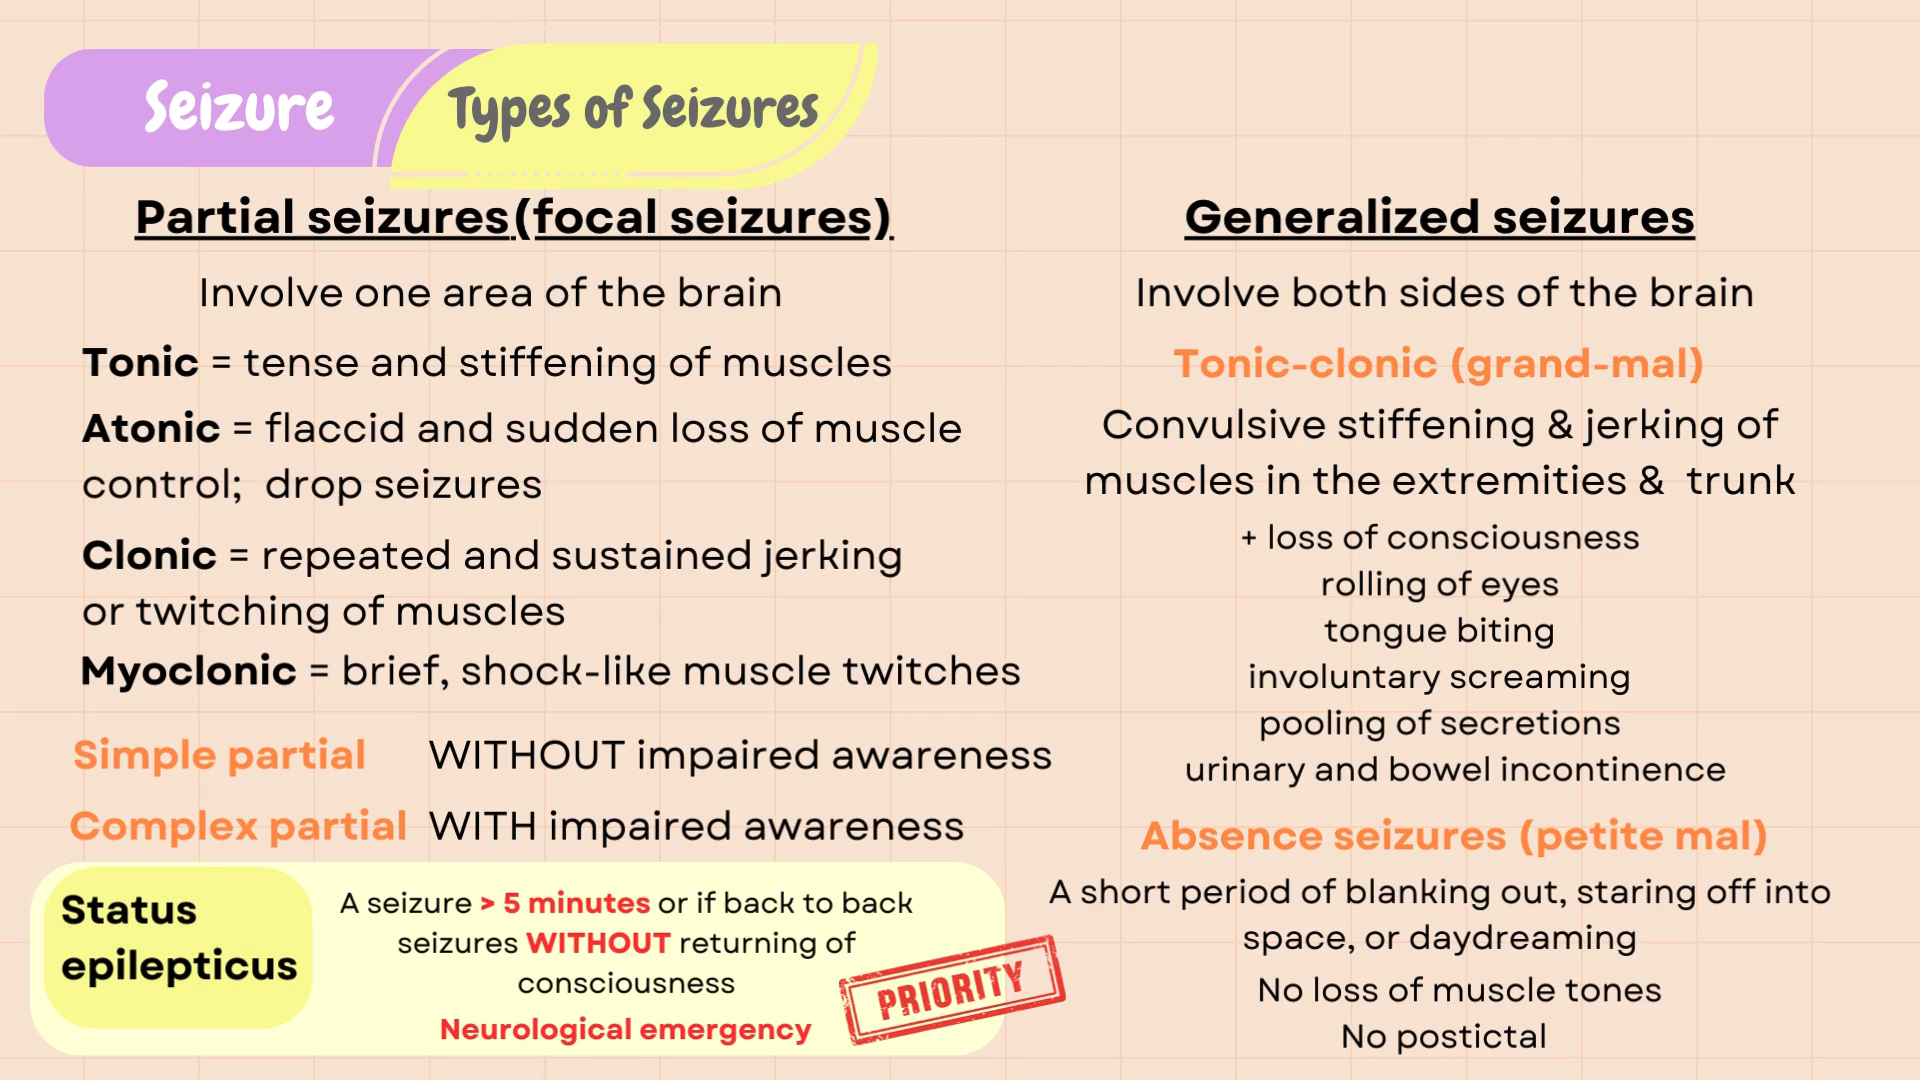 Seizure
Types of Seizures
Partial seizures (focal seizures)
Involve one area of the brain
Tonic = tense and stiffening of muscles
Atonic = flaccid and sudden loss of muscle
control; drop seizures
Clonic = repeated and sustained jerking
or twitching of muscles
Myoclonic = brief, shock-like muscle twitches
Simple partial WITHOUT impaired awareness
Complex partial WITH impaired awareness
Status
epilepticus
A seizure > 5 minutes or if back to back
seizures WITHOUT returning of
consciousness
Neurological emergency
PRIORITY
Generalized seizures
Involve both sides of the brain
Tonic-clonic (grand-mal)
Convulsive stiffening & jerking of
muscles in the extremities & trunk
+ loss of consciousness
rolling of eyes
tongue biting
involuntary screaming
pooling of secretions
urinary and bowel incontinence
Absence seizures (petite mal)
A short period of blanking out, staring off into
space, or daydreaming
No loss of muscle tones
No postictal